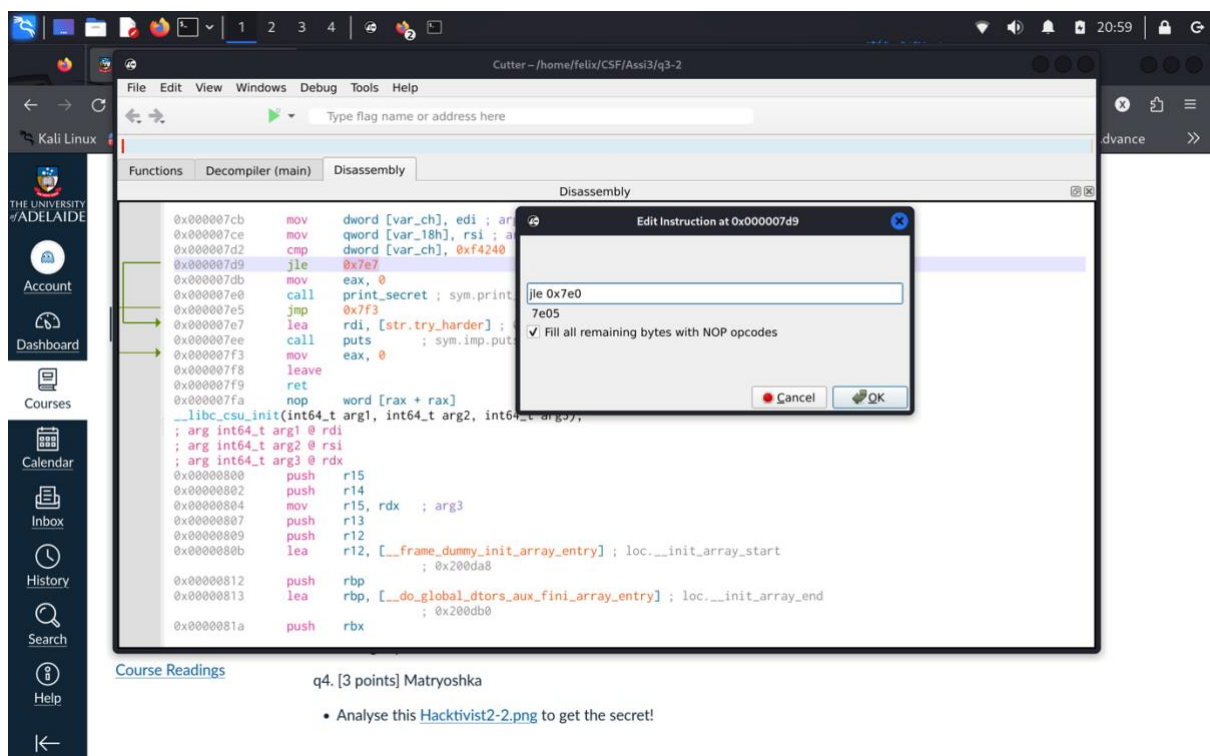 1 2 3 4
20:59
Cutter – /home/felix/CSF/Assi3/q3-2
File Edit View Windows Debug Tools Help
Type flag name or address here
Kali Linux
dvance
Functions Decompiler (main) Disassembly
Disassembly
THE UNIVERSITY
of ADELAIDE
Account
Dashboard
Courses
Calendar
Inbox
History
Search
Help
0x000007cb mov dword [var_ch], edi ; ar
0x000007ce mov qword [var_18h], rsi ; a
0x000007d2 cmp dword [var_ch], 0xf4240
0x000007d9 jle 0x7e7
0x000007db mov eax, 0
0x000007e0 call print_secret ; sym.print_
0x000007e5 jmp 0x7f3
0x000007e7 lea rdi, [str.try_harder] ;
0x000007ee call puts ; sym.imp.put
0x000007f3 mov eax, 0
0x000007f8 leave
0x000007f9 ret
0x000007fa nop word [rax + rax]
__libc_csu_init(int64_t arg1, int64_t arg2, int64_t arg3);
; arg int64_t arg1 @ rdi
; arg int64_t arg2 @ rsi
; arg int64_t arg3 @ rdx
0x00000800 push r15
0x00000802 push r14
0x00000804 mov r15, rdx ; arg3
0x00000807 push r13
0x00000809 push r12
0x0000080b lea r12, [__frame_dummy_init_array_entry] ; loc.__init_array_start
; 0x200da8
0x00000812 push rbp
0x00000813 lea rbp, [__do_global_dtors_aux_fini_array_entry] ; loc.__init_array_end
; 0x200db0
0x0000081a push rbx
Edit Instruction at 0x000007d9
jle 0x7e0
7e05
Fill all remaining bytes with NOP opcodes
Cancel OK
Course Readings
q4. [3 points] Matryoshka
• Analyse this Hacktivist2-2.png to get the secret!